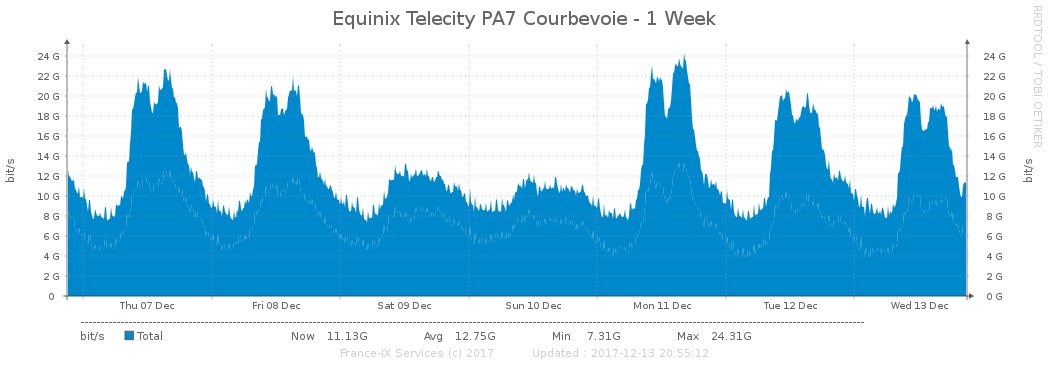 Equinix Telecity PA7 Courbevoie - 1 Week
RRDTOOL / TOBI OETIKER
24 G 24 G
22 G 22 G
20 G 20 G
18 G 18 G
16 G 16 G
14 G 14 G
12 G 12 G
10 G 10 G
8 G 8 G
6 G 6 G
4 G 4 G
2 G 2 G
0 0 G
bit/s
bit/s
Thu 07 Dec Fri 08 Dec Sat 09 Dec Sun 10 Dec Mon 11 Dec Tue 12 Dec Wed 13 Dec
bit/s Total Now 11.13G Avg 12.75G Min 7.31G Max 24.31G
France-IX Services (c) 2017 Updated : 2017-12-13 20:55:12